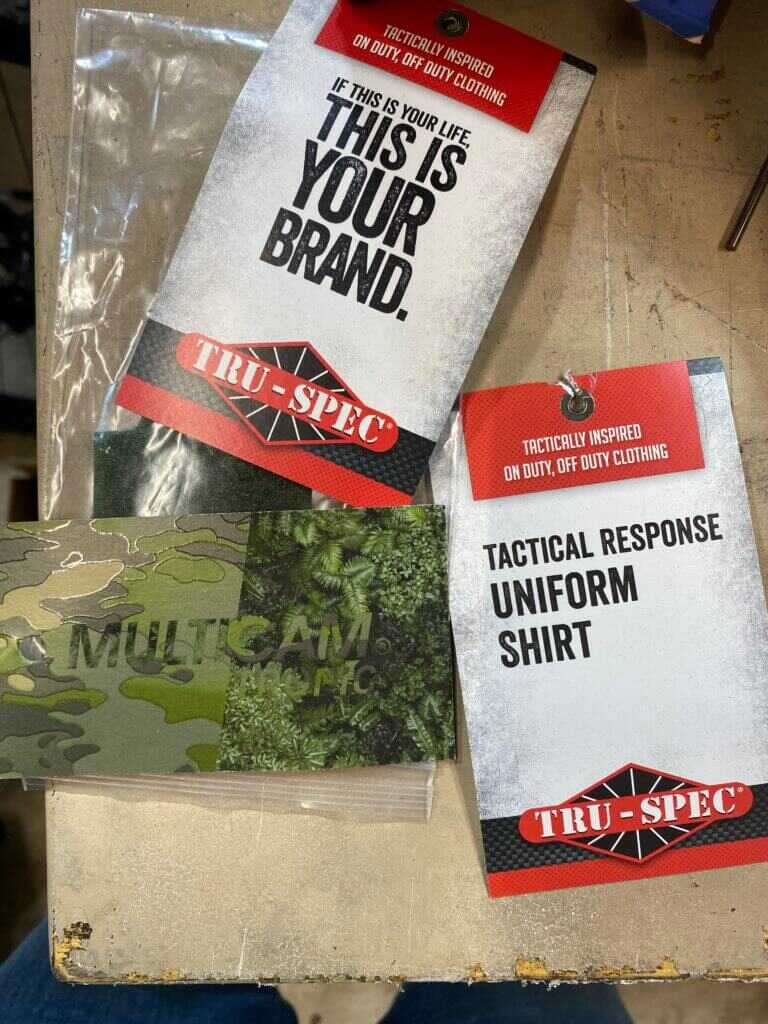 TACTICALLY INSPIRED
ON DUTY, OFF DUTY CLOTHING
IF THIS IS YOUR LIFE,
THIS IS
YOUR
BRAND.
TRU-SPEC®
MULTICAM
TROPIC
TACTICALLY INSPIRED
ON DUTY, OFF DUTY CLOTHING
TACTICAL RESPONSE
UNIFORM
SHIRT
TRU-SPEC®